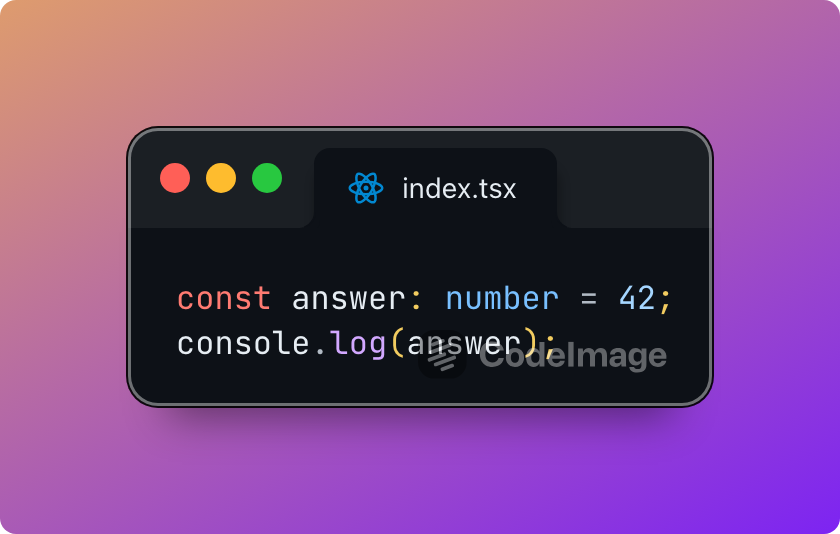 index.tsx
const answer: number = 42;
console.log(answer);
CodeImage